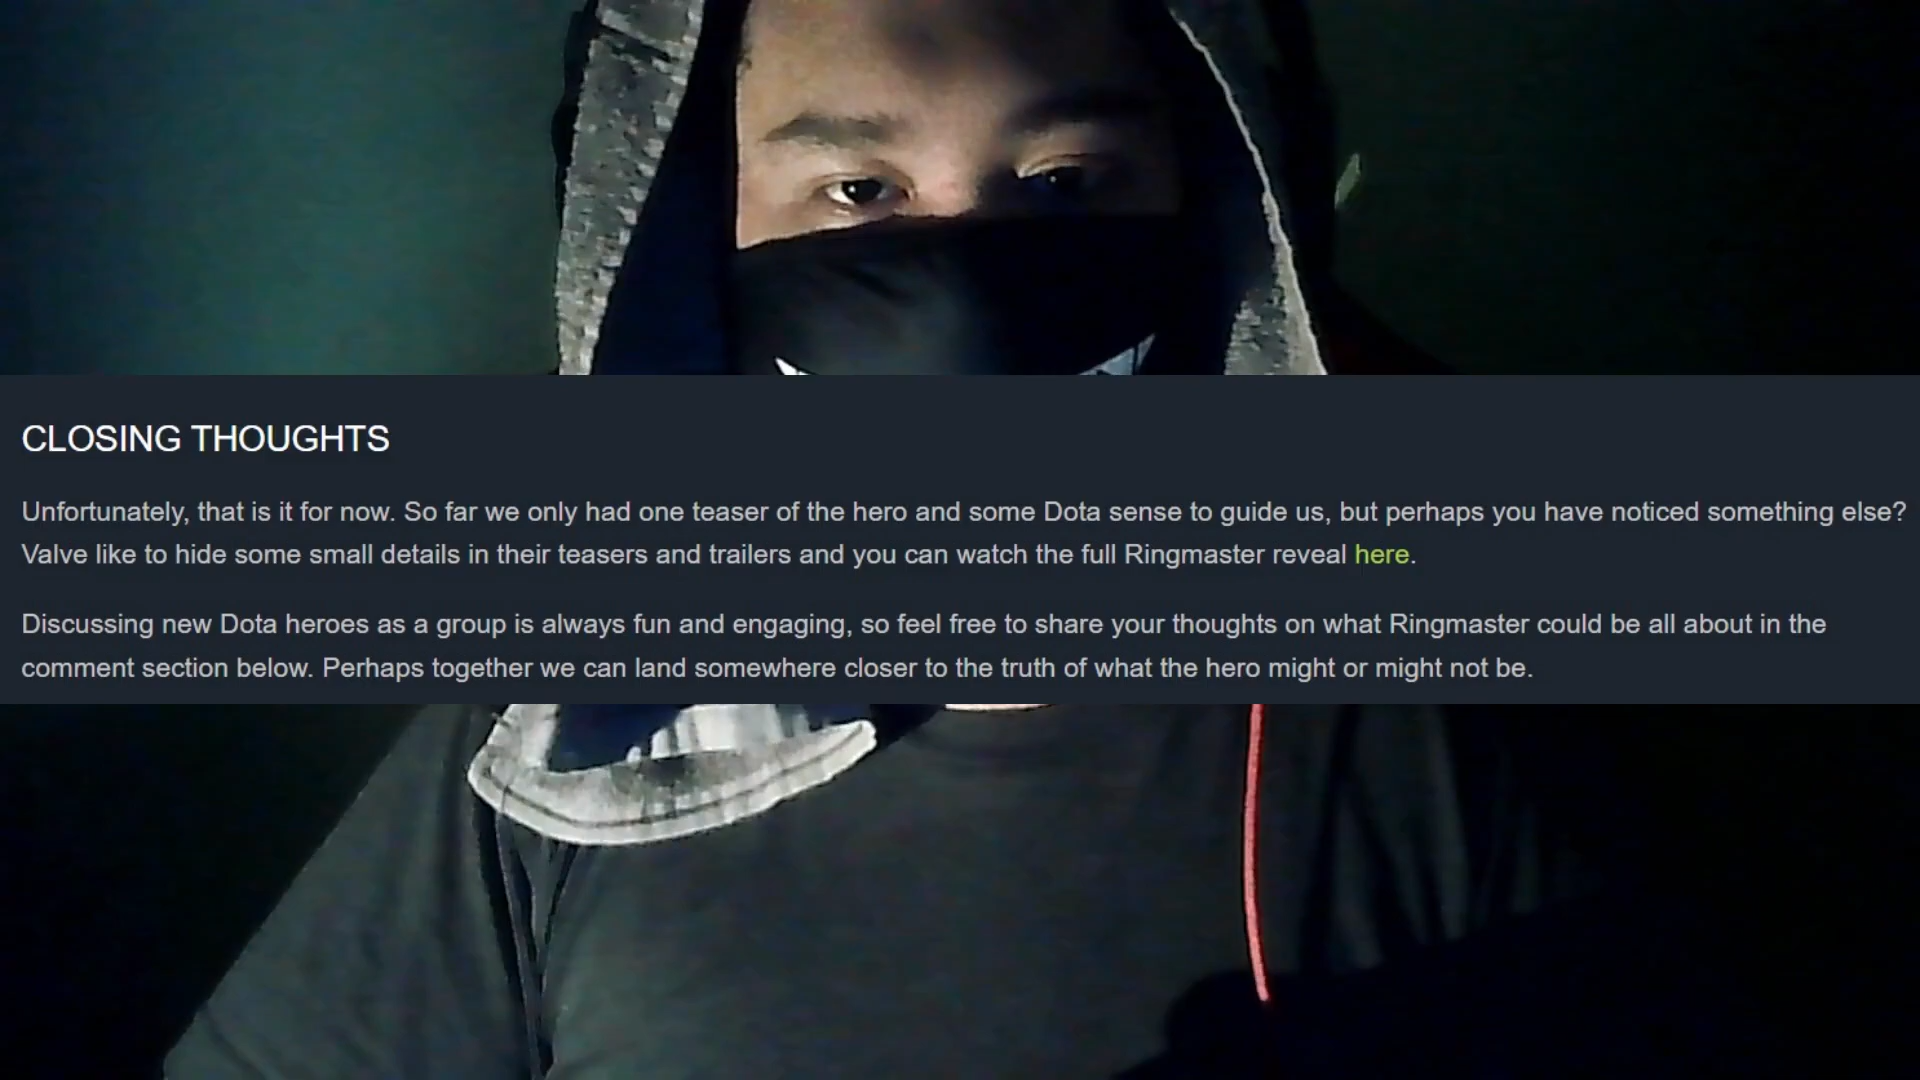 CLOSING THOUGHTS
Unfortunately, that is it for now. So far we only had one teaser of the hero and some Dota sense to guide us, but perhaps you have noticed something else?
Valve like to hide some small details in their teasers and trailers and you can watch the full Ringmaster reveal here.
Discussing new Dota heroes as a group is always fun and engaging, so feel free to share your thoughts on what Ringmaster could be all about in the
comment section below. Perhaps together we can land somewhere closer to the truth of what the hero might or might not be.